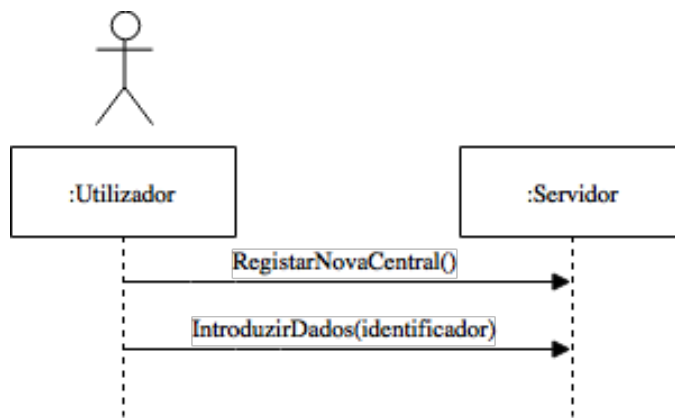 :Utilizador
:Servidor
RegistarNovaCentral()
IntroduzirDados(identificador)